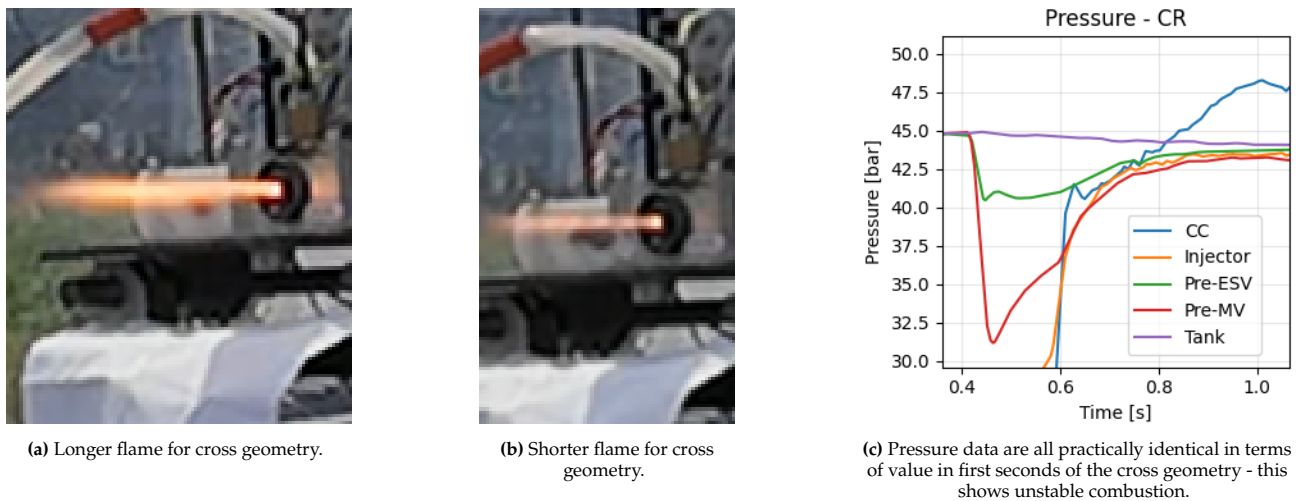 Pressure - CR
50.0
47.5
45.0
42.5
40.0
37.5
35.0
32.5
30.0
Pressure [bar]
CC
Injector
Pre-ESV
Pre-MV
Tank
0.4 0.6 0.8 1.0
Time [s]
(a) Longer flame for cross geometry.
(b) Shorter flame for cross
geometry.
(c) Pressure data are all practically identical in terms
of value in first seconds of the cross geometry - this
shows unstable combustion.